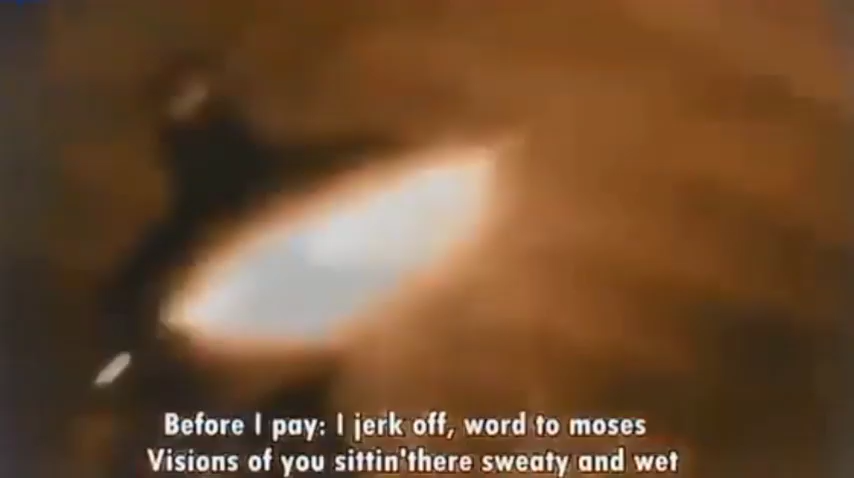 Before I pay: I jerk off, word to moses
Visions of you sittin'there sweaty and wet